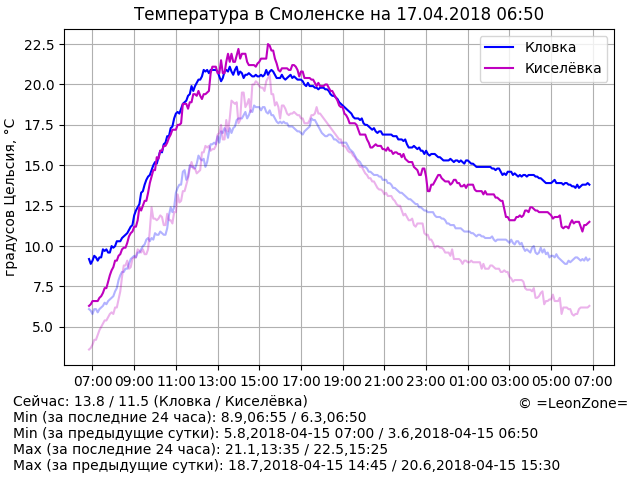 Температура в Смоленске на 17.04.2018 06:50
Кловка
Киселёвка
градусов Цельсия, °C
22.5
20.0
17.5
15.0
12.5
10.0
7.5
5.0
07:00 09:00 11:00 13:00 15:00 17:00 19:00 21:00 23:00 01:00 03:00 05:00 07:00
Сейчас: 13.8 / 11.5 (Кловка / Киселёвка)
© =LeonZone=
Min (за последние 24 часа): 8.9,06:55 / 6.3,06:50
Min (за предыдущие сутки): 5.8,2018-04-15 07:00 / 3.6,2018-04-15 06:50
Max (за последние 24 часа): 21.1,13:35 / 22.5,15:25
Max (за предыдущие сутки): 18.7,2018-04-15 14:45 / 20.6,2018-04-15 15:30